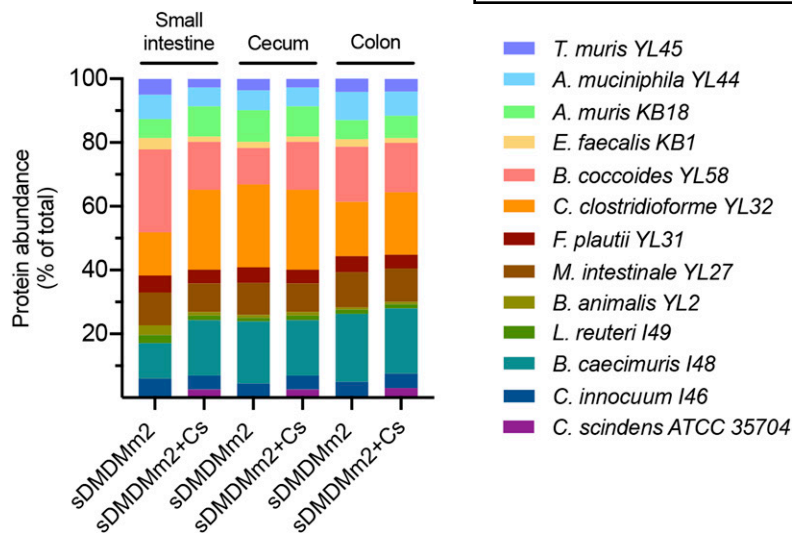 Small
intestine
Cecum
Colon
Protein abundance
(% of total)
100
80
60
40
20
sDMDMm2
sDMDMm2+Cs
sDMDMm2
sDMDMm2+Cs
sDMDMm2
sDMDMm2+Cs
T. muris YL45
A. muciniphila YL44
A. muris KB18
E. faecalis KB1
B. coccoides YL58
C. clostridioforme YL32
F. plautii YL31
M. intestinale YL27
B. animalis YL2
L. reuteri I49
B. caecimuris I48
C. innocuum I46
C. scindens ATCC 35704